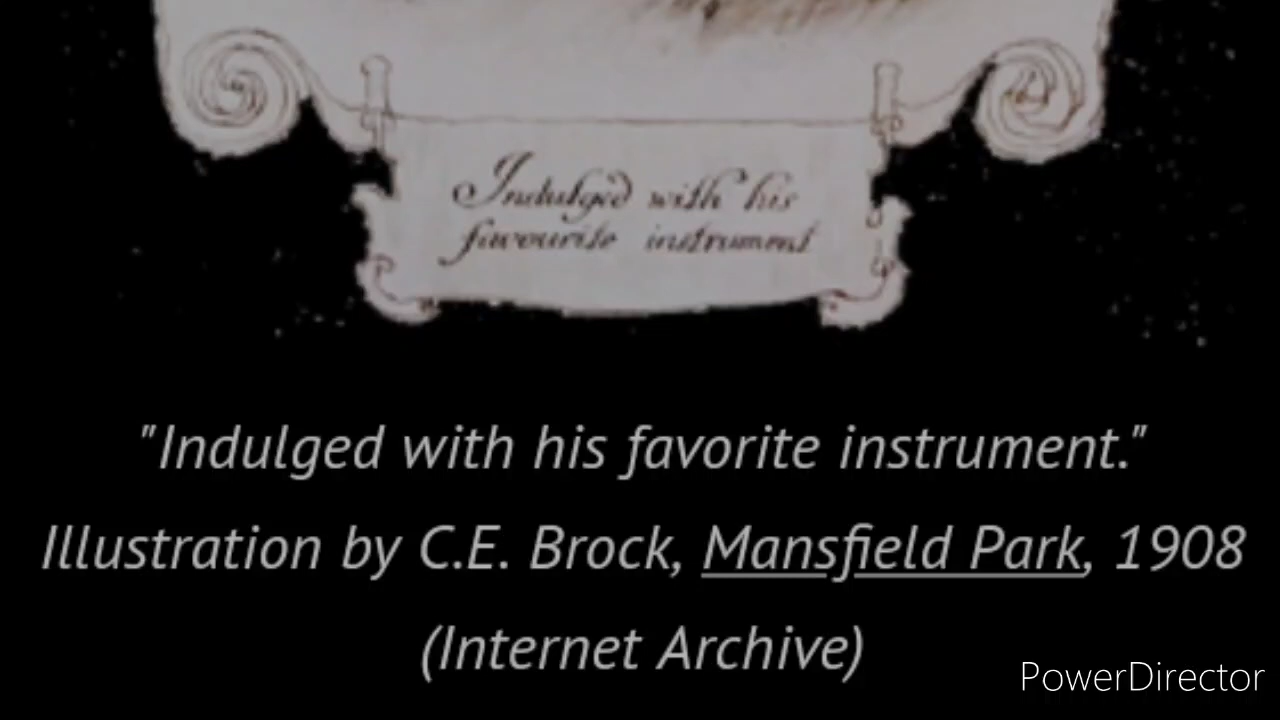 Indulged with his
favourite instrument
"Indulged with his favorite instrument."
Illustration by C.E. Brock, Mansfield Park, 1908
(Internet Archive)
PowerDirector